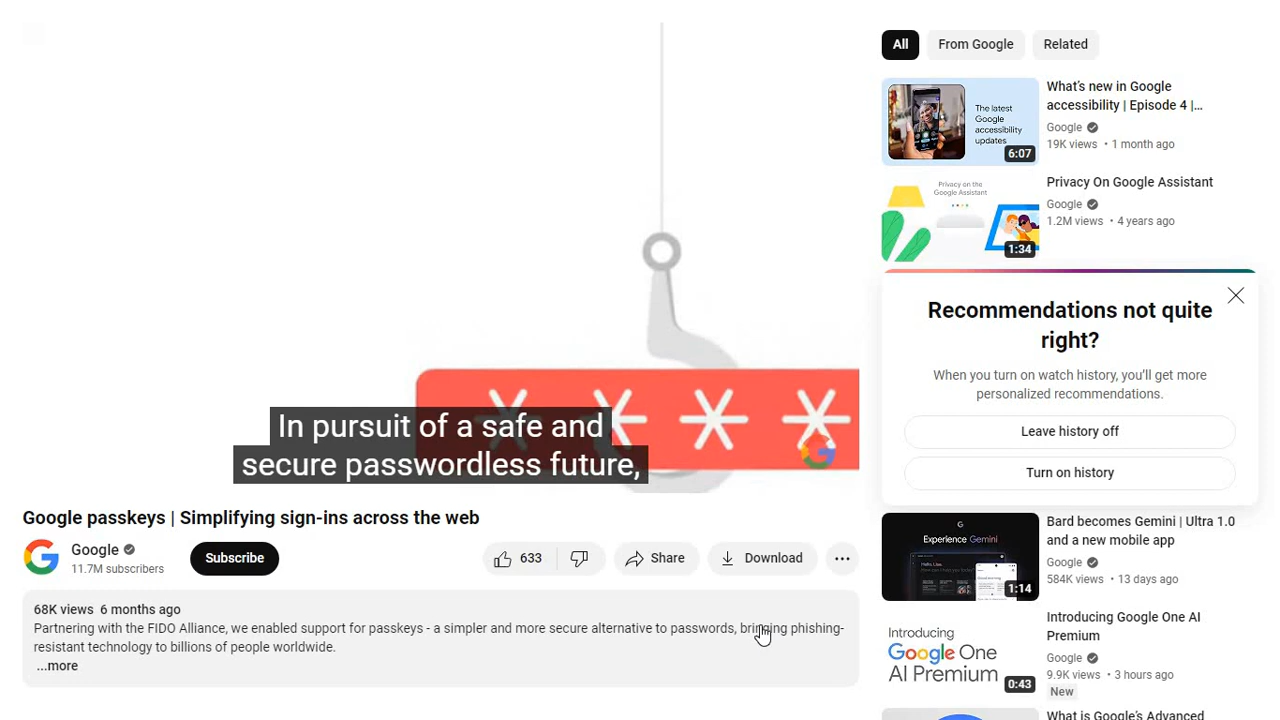 In pursuit of a safe and
secure passwordless future,
Google passkeys | Simplifying sign-ins across the web
Google
11.7M subscribers
Subscribe
633
Share
Download
68K views 6 months ago
Partnering with the FIDO Alliance, we enabled support for passkeys - a simpler and more secure alternative to passwords, bringing phishing-
resistant technology to billions of people worldwide.
...more
All
From Google
Related
The latest
Google
accessibility
updates
6:07
What's new in Google
accessibility | Episode 4 |...
Google
19K views • 1 month ago
Privacy on the
Google Assistant
1:34
Privacy On Google Assistant
Google
1.2M views • 4 years ago
Recommendations not quite
right?
When you turn on watch history, you'll get more
personalized recommendations.
Leave history off
Turn on history
Experience Gemini
1:14
Bard becomes Gemini | Ultra 1.0
and a new mobile app
Google
584K views • 13 days ago
Introducing
Google One
AI Premium
0:43
Introducing Google One AI
Premium
Google
9.9K views • 3 hours ago
New
What is Google's Advanced